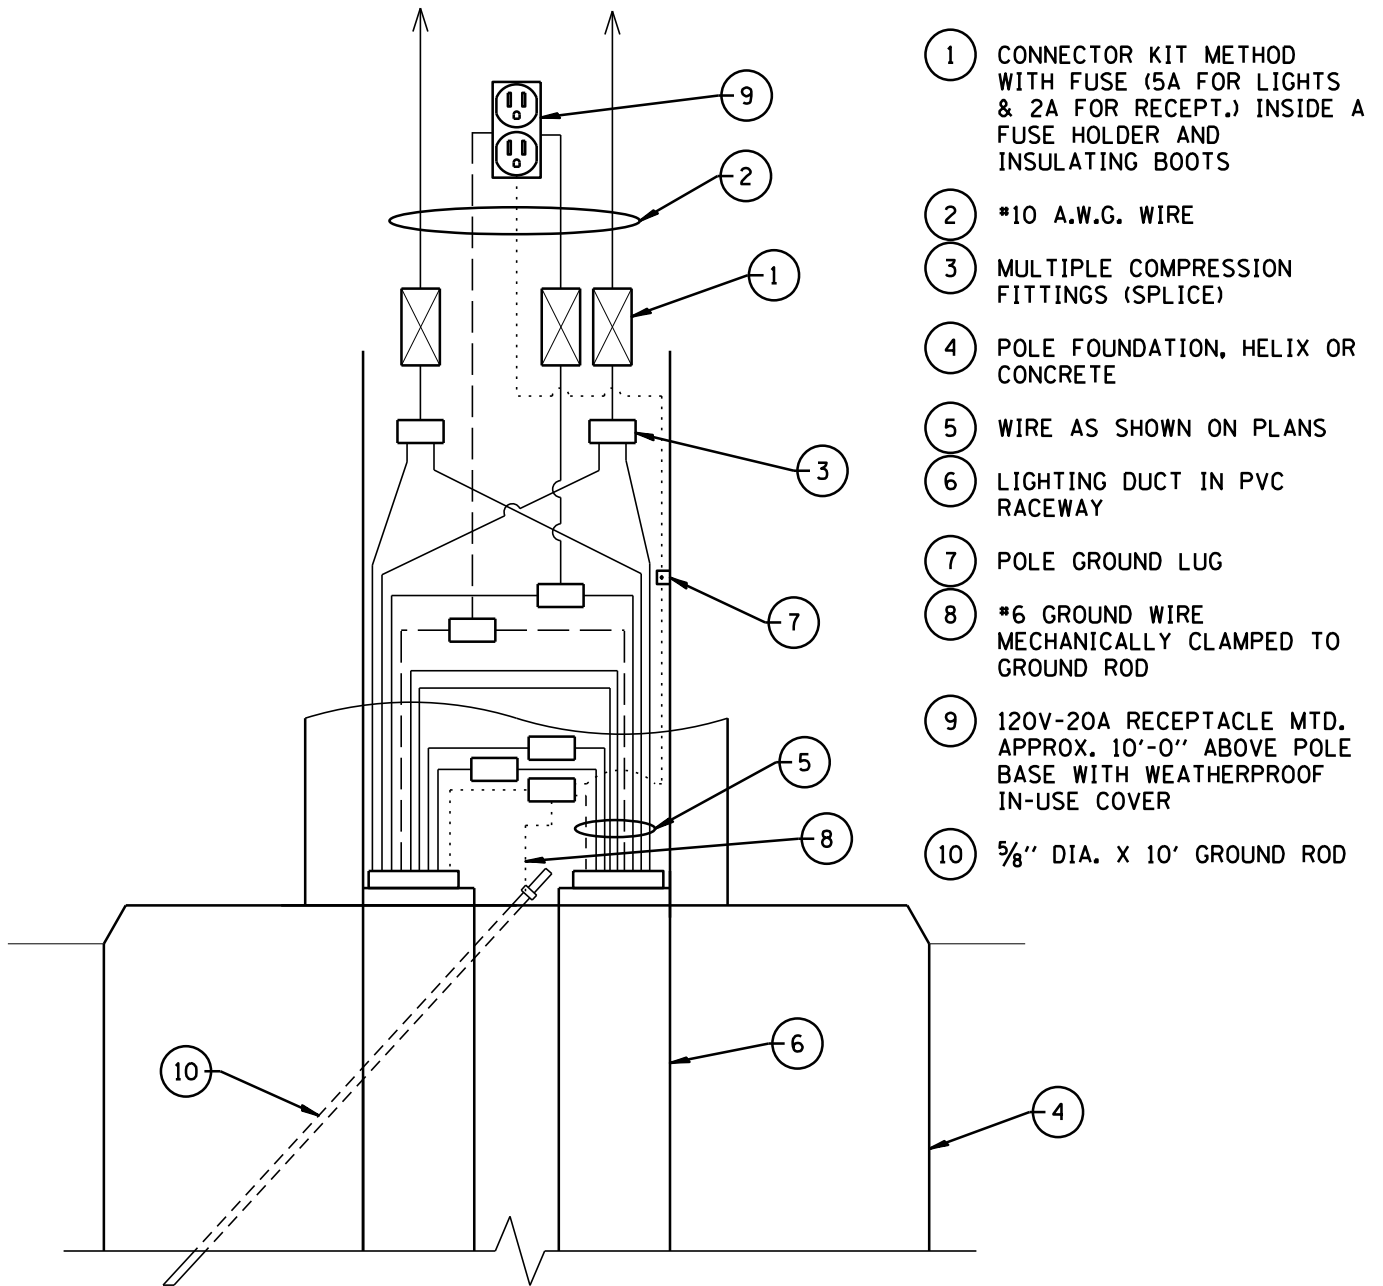 1 CONNECTOR KIT METHOD
WITH FUSE (5A FOR LIGHTS
& 2A FOR RECEPT.) INSIDE A
FUSE HOLDER AND
INSULATING BOOTS
2 #10 A.W.G. WIRE
3 MULTIPLE COMPRESSION
FITTINGS (SPLICE)
4 POLE FOUNDATION, HELIX OR
CONCRETE
5 WIRE AS SHOWN ON PLANS
6 LIGHTING DUCT IN PVC
RACEWAY
7 POLE GROUND LUG
8 #6 GROUND WIRE
MECHANICALLY CLAMPED TO
GROUND ROD
9 120V-20A RECEPTACLE MTD.
APPROX. 10'-0" ABOVE POLE
BASE WITH WEATHERPROOF
IN-USE COVER
10 5/8" DIA. X 10' GROUND ROD
9
2
1
3
7
5
8
6
10
4